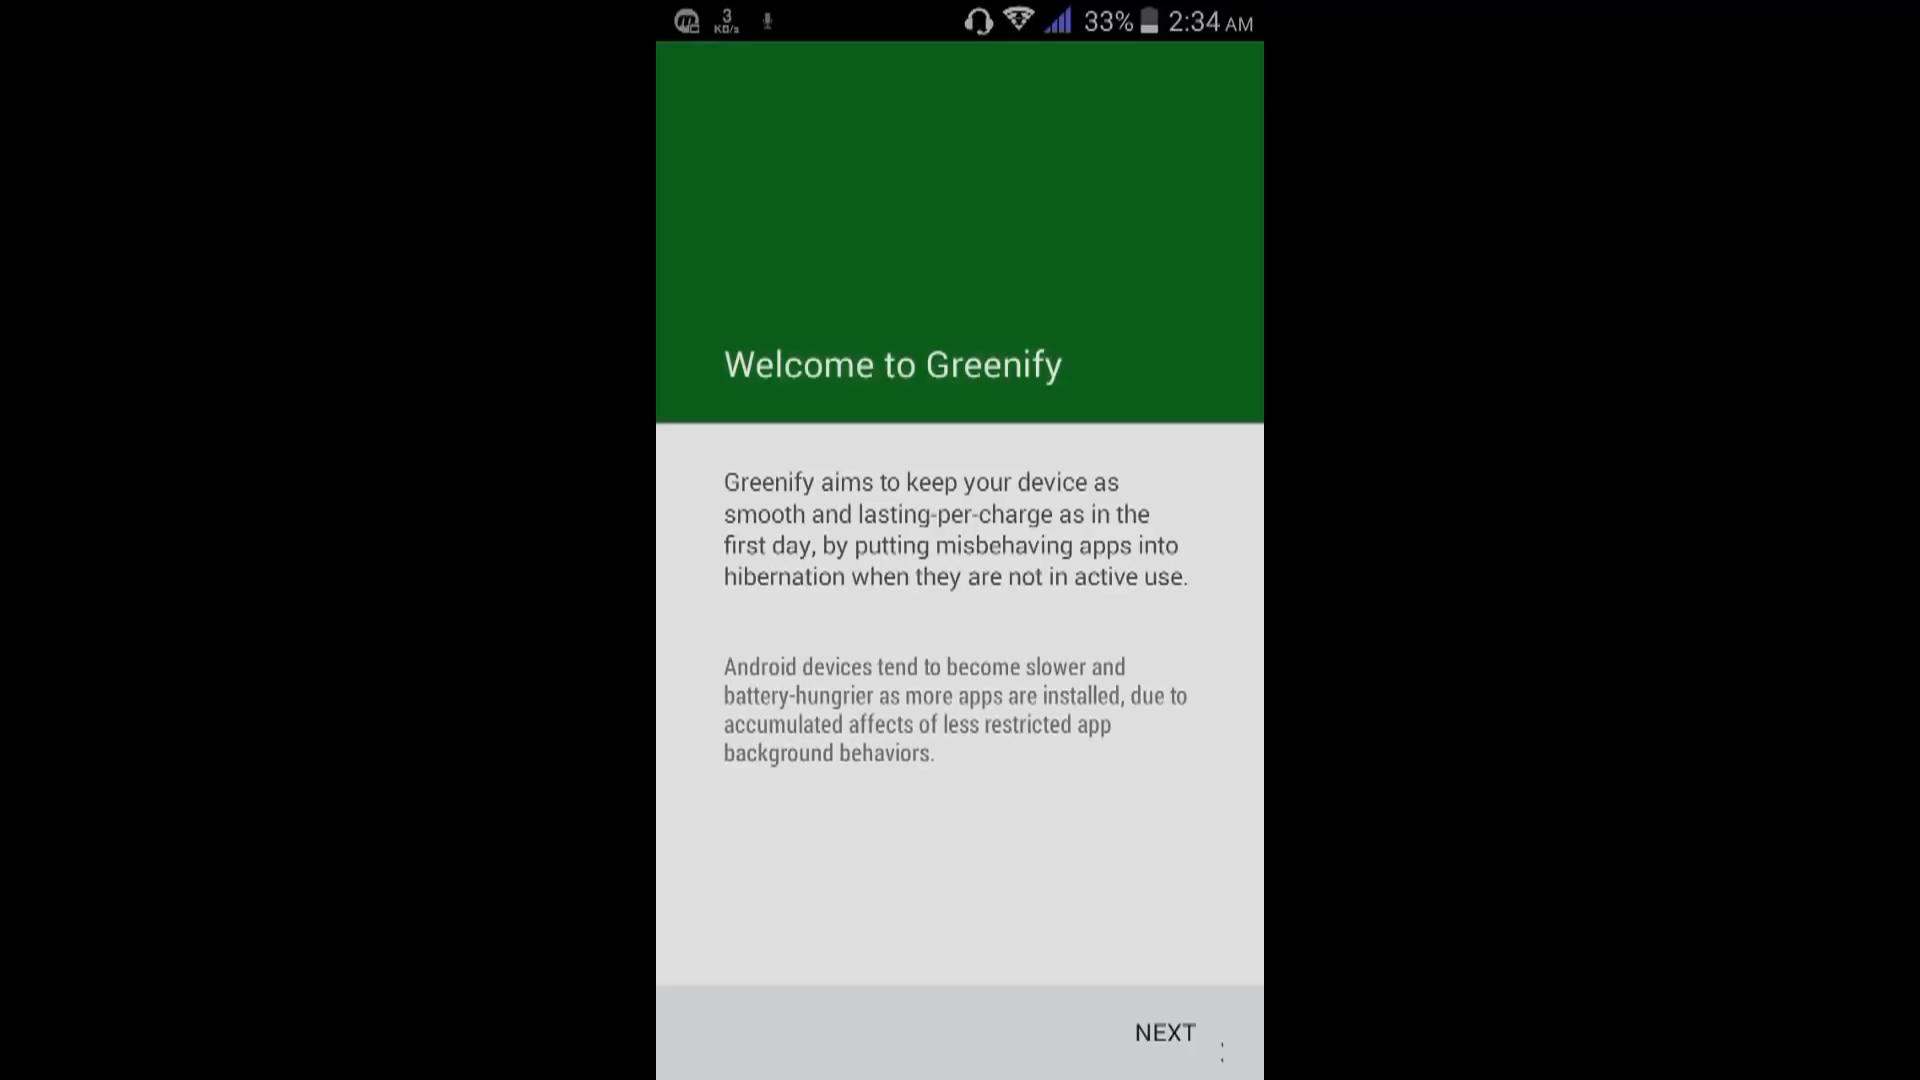 3
KB/s
33% 2:34 AM
Welcome to Greenify
Greenify aims to keep your device as
smooth and lasting-per-charge as in the
first day, by putting misbehaving apps into
hibernation when they are not in active use.
Android devices tend to become slower and
battery-hungrier as more apps are installed, due to
accumulated affects of less restricted app
background behaviors.
NEXT